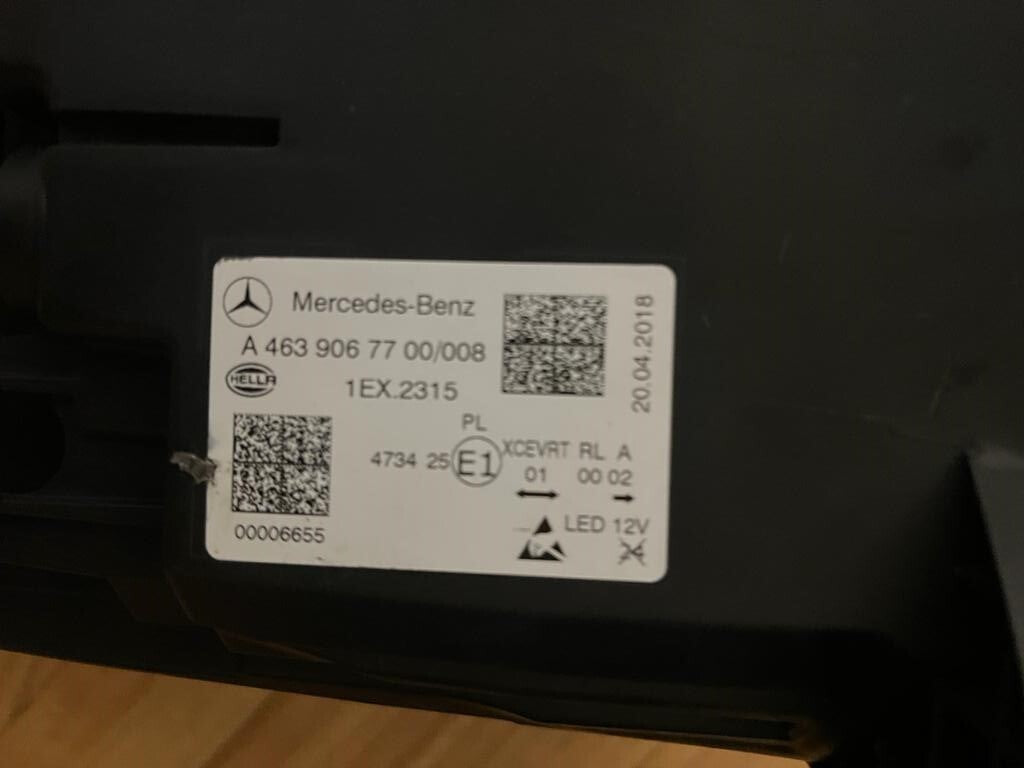 Mercedes-Benz
A 463 906 77 00/008
HELLA
1EX.2315
20.04.2018
PL
4734 25 E1 XCEVRT RL A
01 00 02
LED 12V
00006655